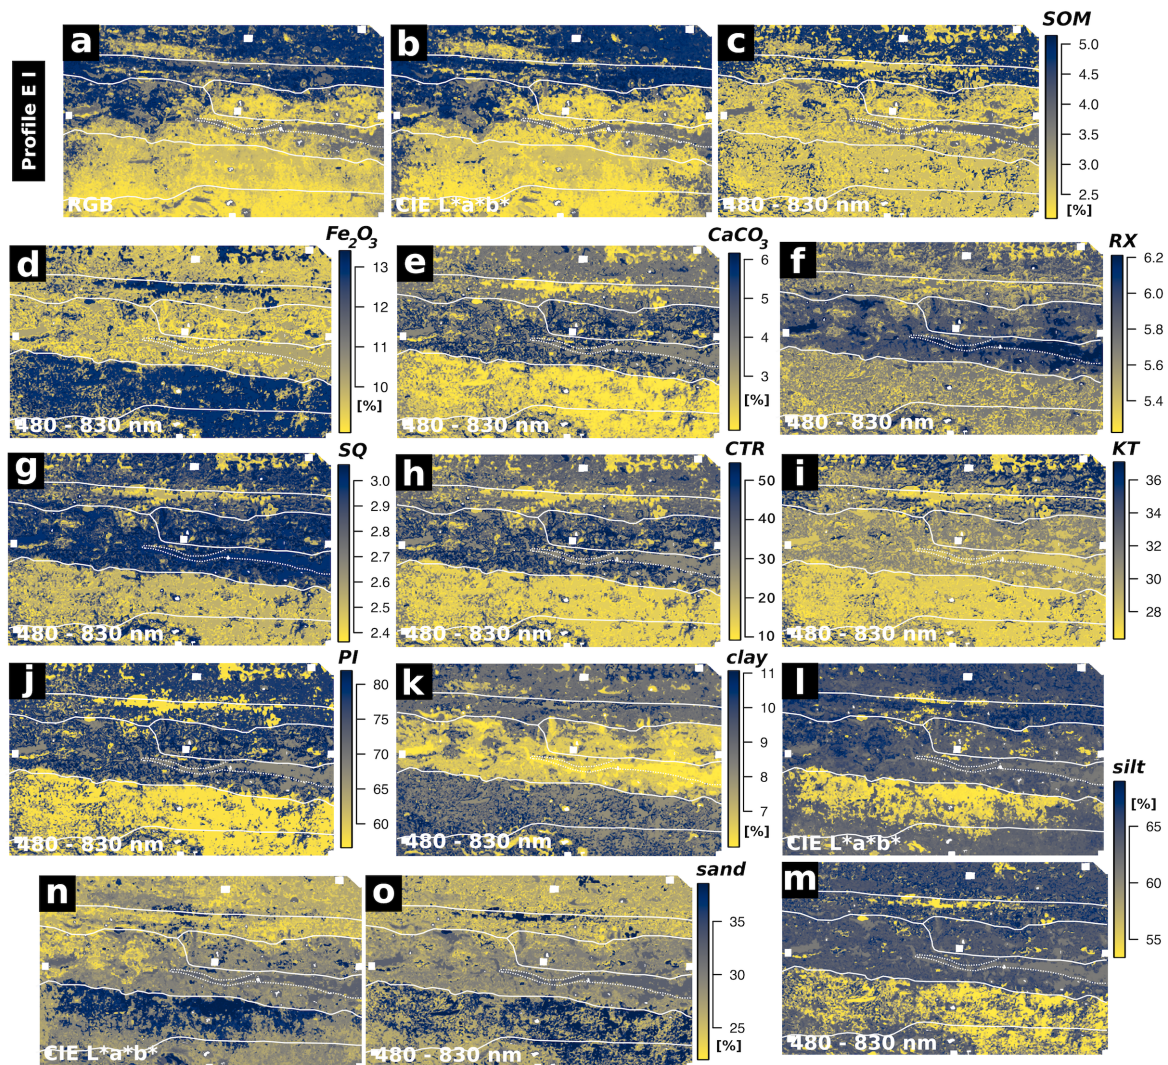 Profile E I
a
RGB
b
CIE L*a*b*
c
480 - 830 nm
SOM
5.0
4.5
4.0
3.5
3.0
2.5
[%]
d
480 - 830 nm
Fe2O3
13
12
11
10
[%]
e
480 - 830 nm
CaCO3
6
5
4
3
[%]
f
480 - 830 nm
RX
6.2
6.0
5.8
5.6
5.4
g
480 - 830 nm
SQ
3.0
2.9
2.8
2.7
2.6
2.5
2.4
h
480 - 830 nm
CTR
50
40
30
20
10
i
480 - 830 nm
KT
36
34
32
30
28
j
480 - 830 nm
PI
80
75
70
65
60
k
480 - 830 nm
clay
11
10
9
8
7
[%]
l
CIE L*a*b*
silt
[%]
65
60
55
m
480 - 830 nm
n
CIE L*a*b*
o
480 - 830 nm
sand
35
30
25
[%]